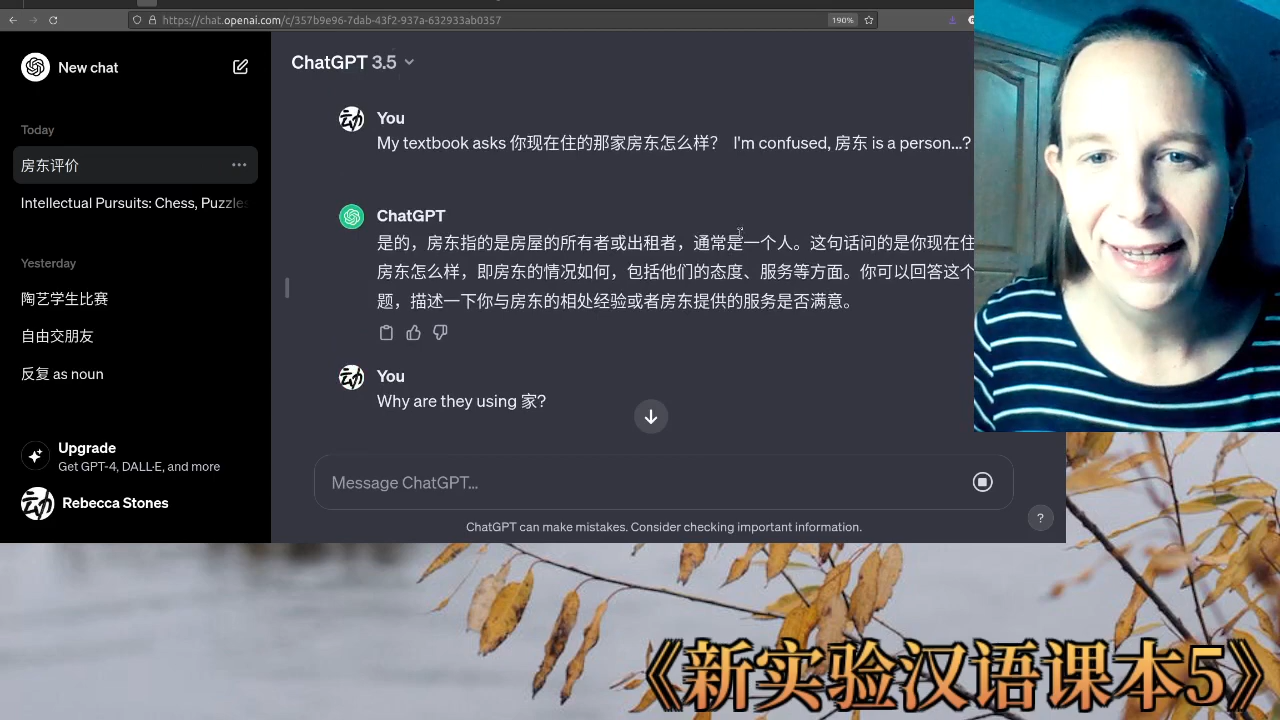 https://chat.openai.com/c/357b9e96-7dab-43f2-937a-632933ab0357
190%
New chat
Today
房东评价
Intellectual Pursuits: Chess, Puzzles
Yesterday
陶艺学生比赛
自由交朋友
反复 as noun
Upgrade
Get GPT-4, DALL·E, and more
Rebecca Stones
ChatGPT 3.5
You
My textbook asks 你现在住的那家房东怎么样？ I'm confused, 房东 is a person...?
ChatGPT
是的，房东指的是房屋的所有者或出租者，通常是一个人。这句话问的是你现在住
房东怎么样，即房东的情况如何，包括他们的态度、服务等方面。你可以回答这个
题，描述一下你与房东的相处经验或者房东提供的服务是否满意。
You
Why are they using 家?
Message ChatGPT...
ChatGPT can make mistakes. Consider checking important information.
?
《新实验汉语课本5》